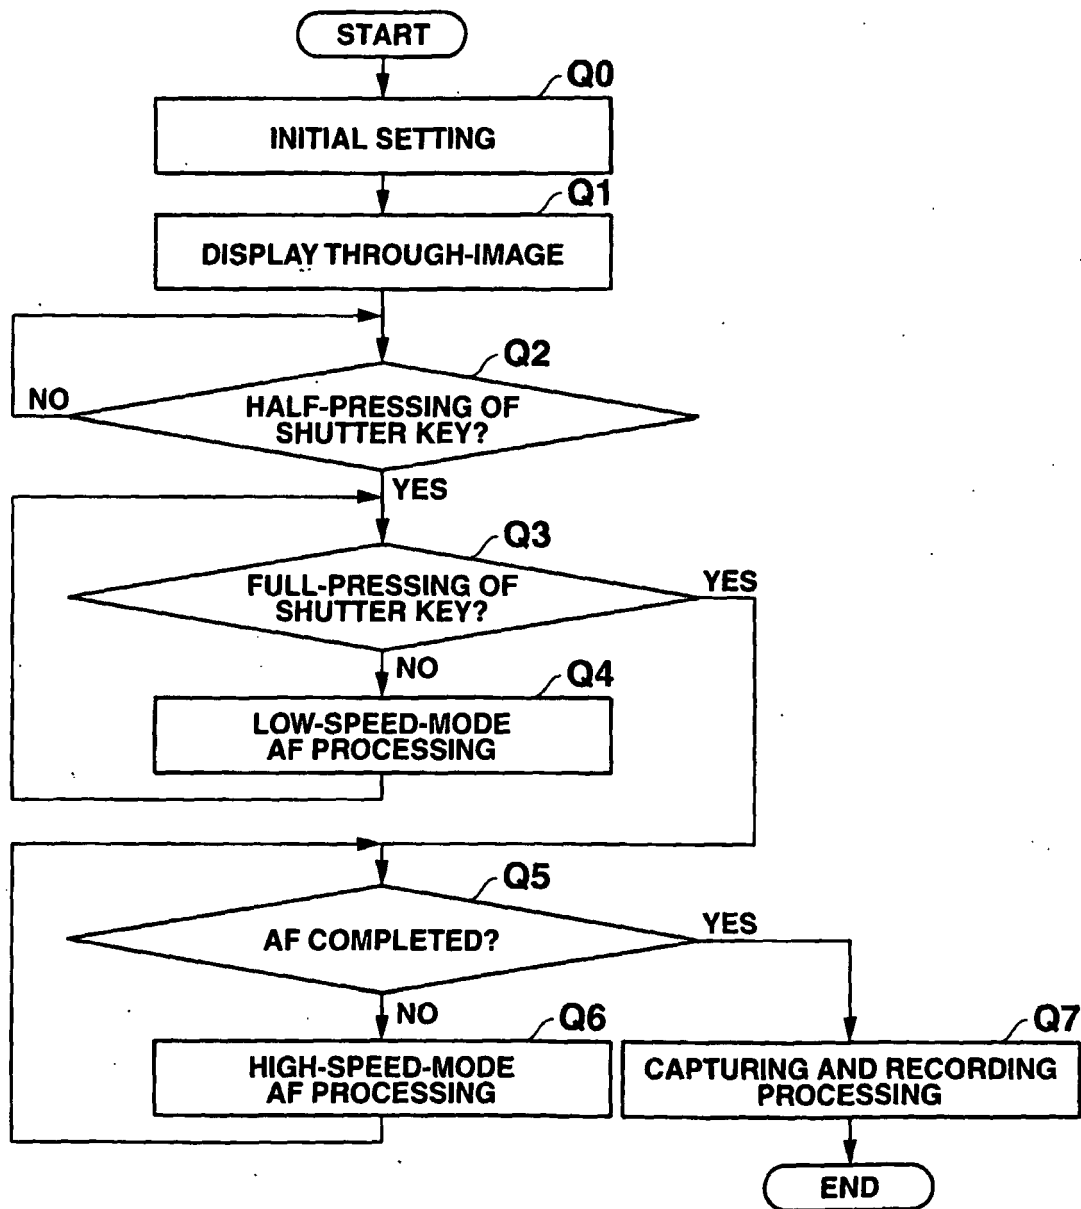 START
Q0
INITIAL SETTING
Q1
DISPLAY THROUGH-IMAGE
Q2
NO
HALF-PRESSING OF
SHUTTER KEY?
YES
Q3
FULL-PRESSING OF
SHUTTER KEY?
YES
NO
Q4
LOW-SPEED-MODE
AF PROCESSING
Q5
AF COMPLETED?
YES
NO
Q6
HIGH-SPEED-MODE
AF PROCESSING
Q7
CAPTURING AND RECORDING
PROCESSING
END